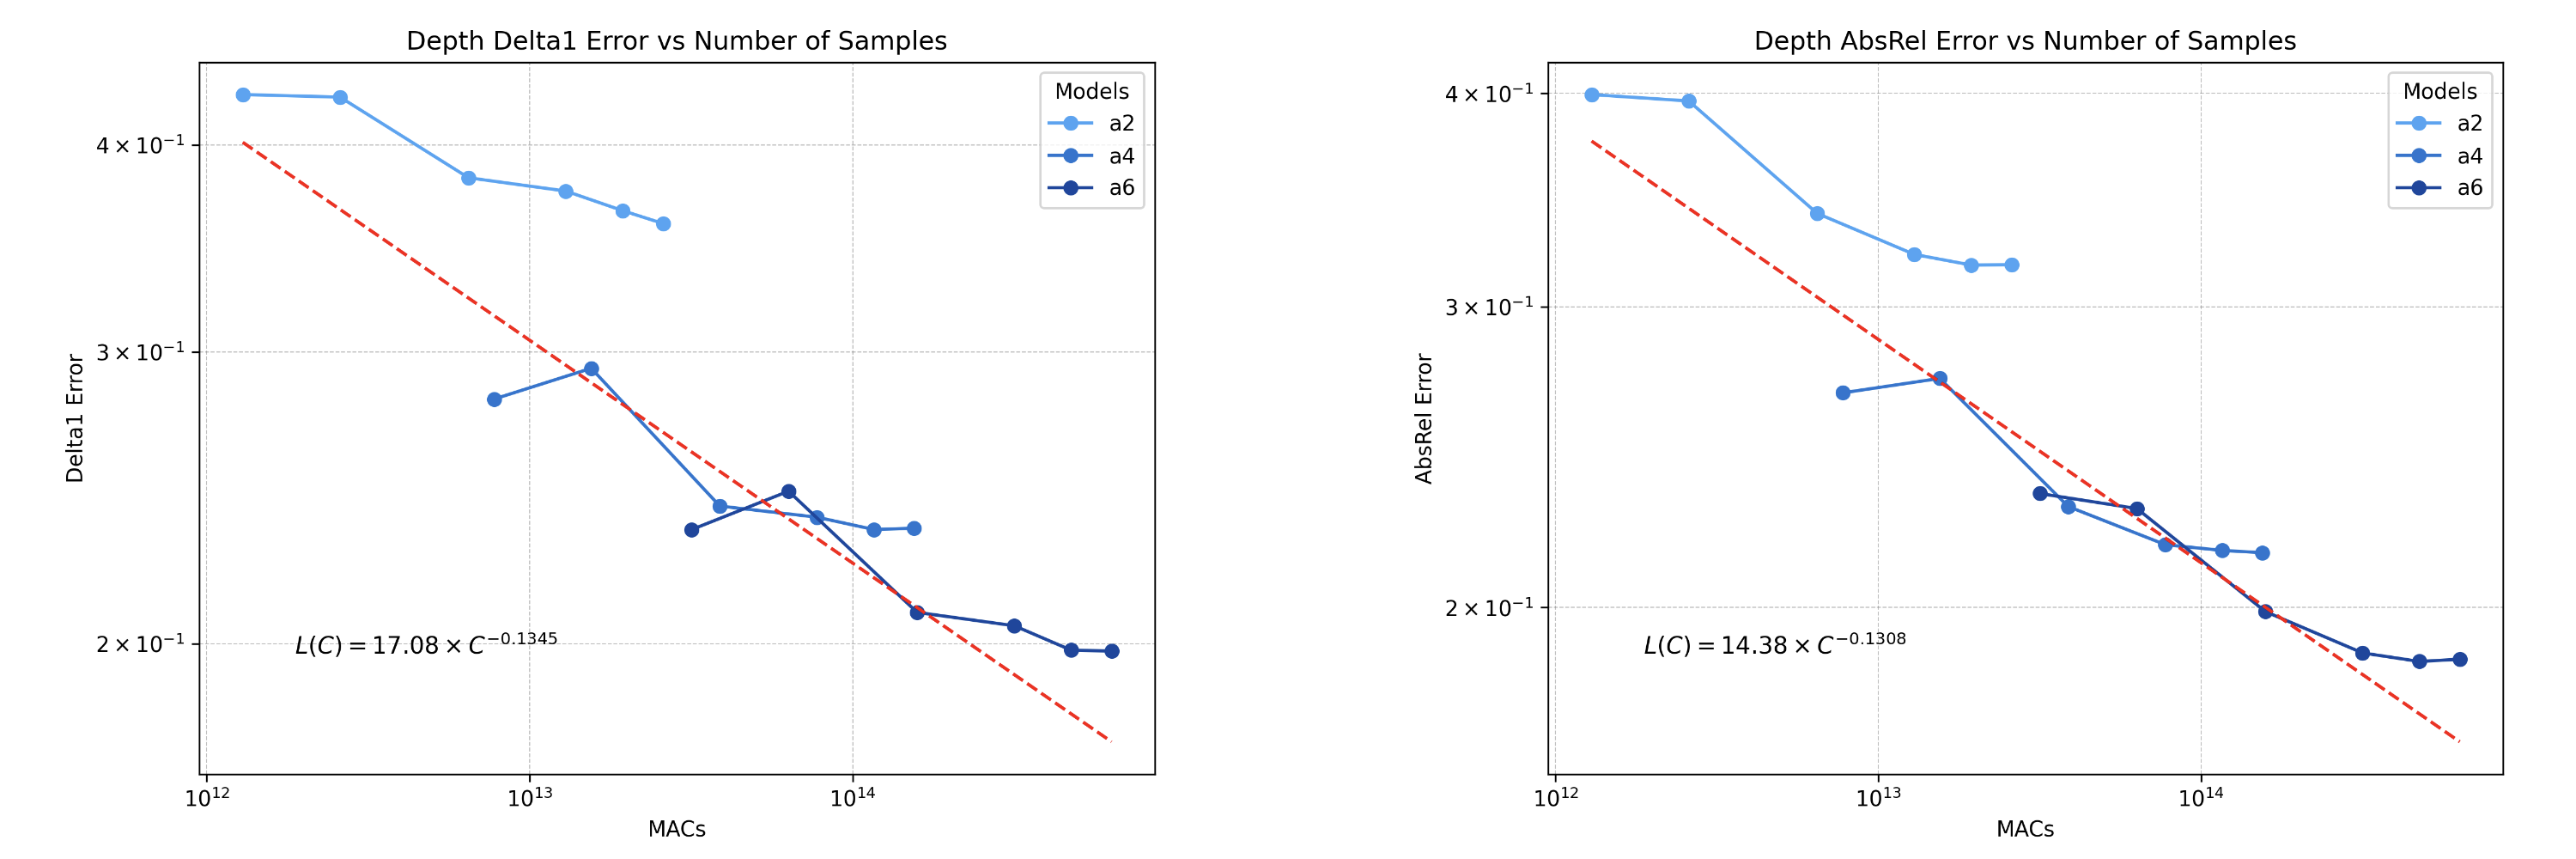 Depth Delta1 Error vs Number of Samples
Models
a2
a4
a6
4 × 10⁻¹
3 × 10⁻¹
2 × 10⁻¹
Delta1 Error
L(C) = 17.08 × C⁻⁰·¹³⁴⁵
10¹²
10¹³
10¹⁴
MACs
Depth AbsRel Error vs Number of Samples
Models
a2
a4
a6
4 × 10⁻¹
3 × 10⁻¹
2 × 10⁻¹
AbsRel Error
L(C) = 14.38 × C⁻⁰·¹³⁰⁸
10¹²
10¹³
10¹⁴
MACs